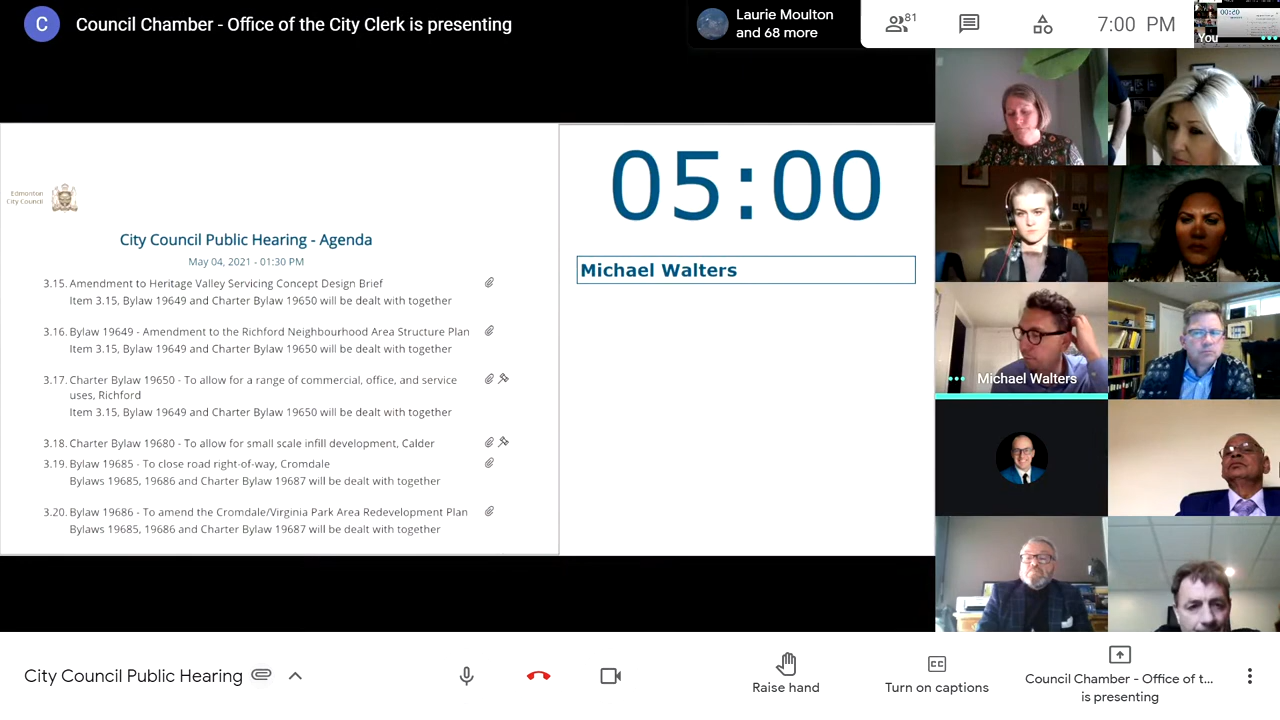 C Council Chamber - Office of the City Clerk is presenting
Laurie Moulton
and 68 more
81
7:00 PM
You
Edmonton
City Council
City Council Public Hearing - Agenda
May 04, 2021 - 01:30 PM
3.15. Amendment to Heritage Valley Servicing Concept Design Brief
Item 3.15, Bylaw 19649 and Charter Bylaw 19650 will be dealt with together
3.16. Bylaw 19649 - Amendment to the Richford Neighbourhood Area Structure Plan
Item 3.15, Bylaw 19649 and Charter Bylaw 19650 will be dealt with together
3.17. Charter Bylaw 19650 - To allow for a range of commercial, office, and service
uses, Richford
Item 3.15, Bylaw 19649 and Charter Bylaw 19650 will be dealt with together
3.18. Charter Bylaw 19680 - To allow for small scale infill development, Calder
3.19. Bylaw 19685 - To close road right-of-way, Cromdale
Bylaws 19685, 19686 and Charter Bylaw 19687 will be dealt with together
3.20. Bylaw 19686 - To amend the Cromdale/Virginia Park Area Redevelopment Plan
Bylaws 19685, 19686 and Charter Bylaw 19687 will be dealt with together
05:00
Michael Walters
Michael Walters
City Council Public Hearing
Raise hand
CC
Turn on captions
Council Chamber - Office of t...
is presenting